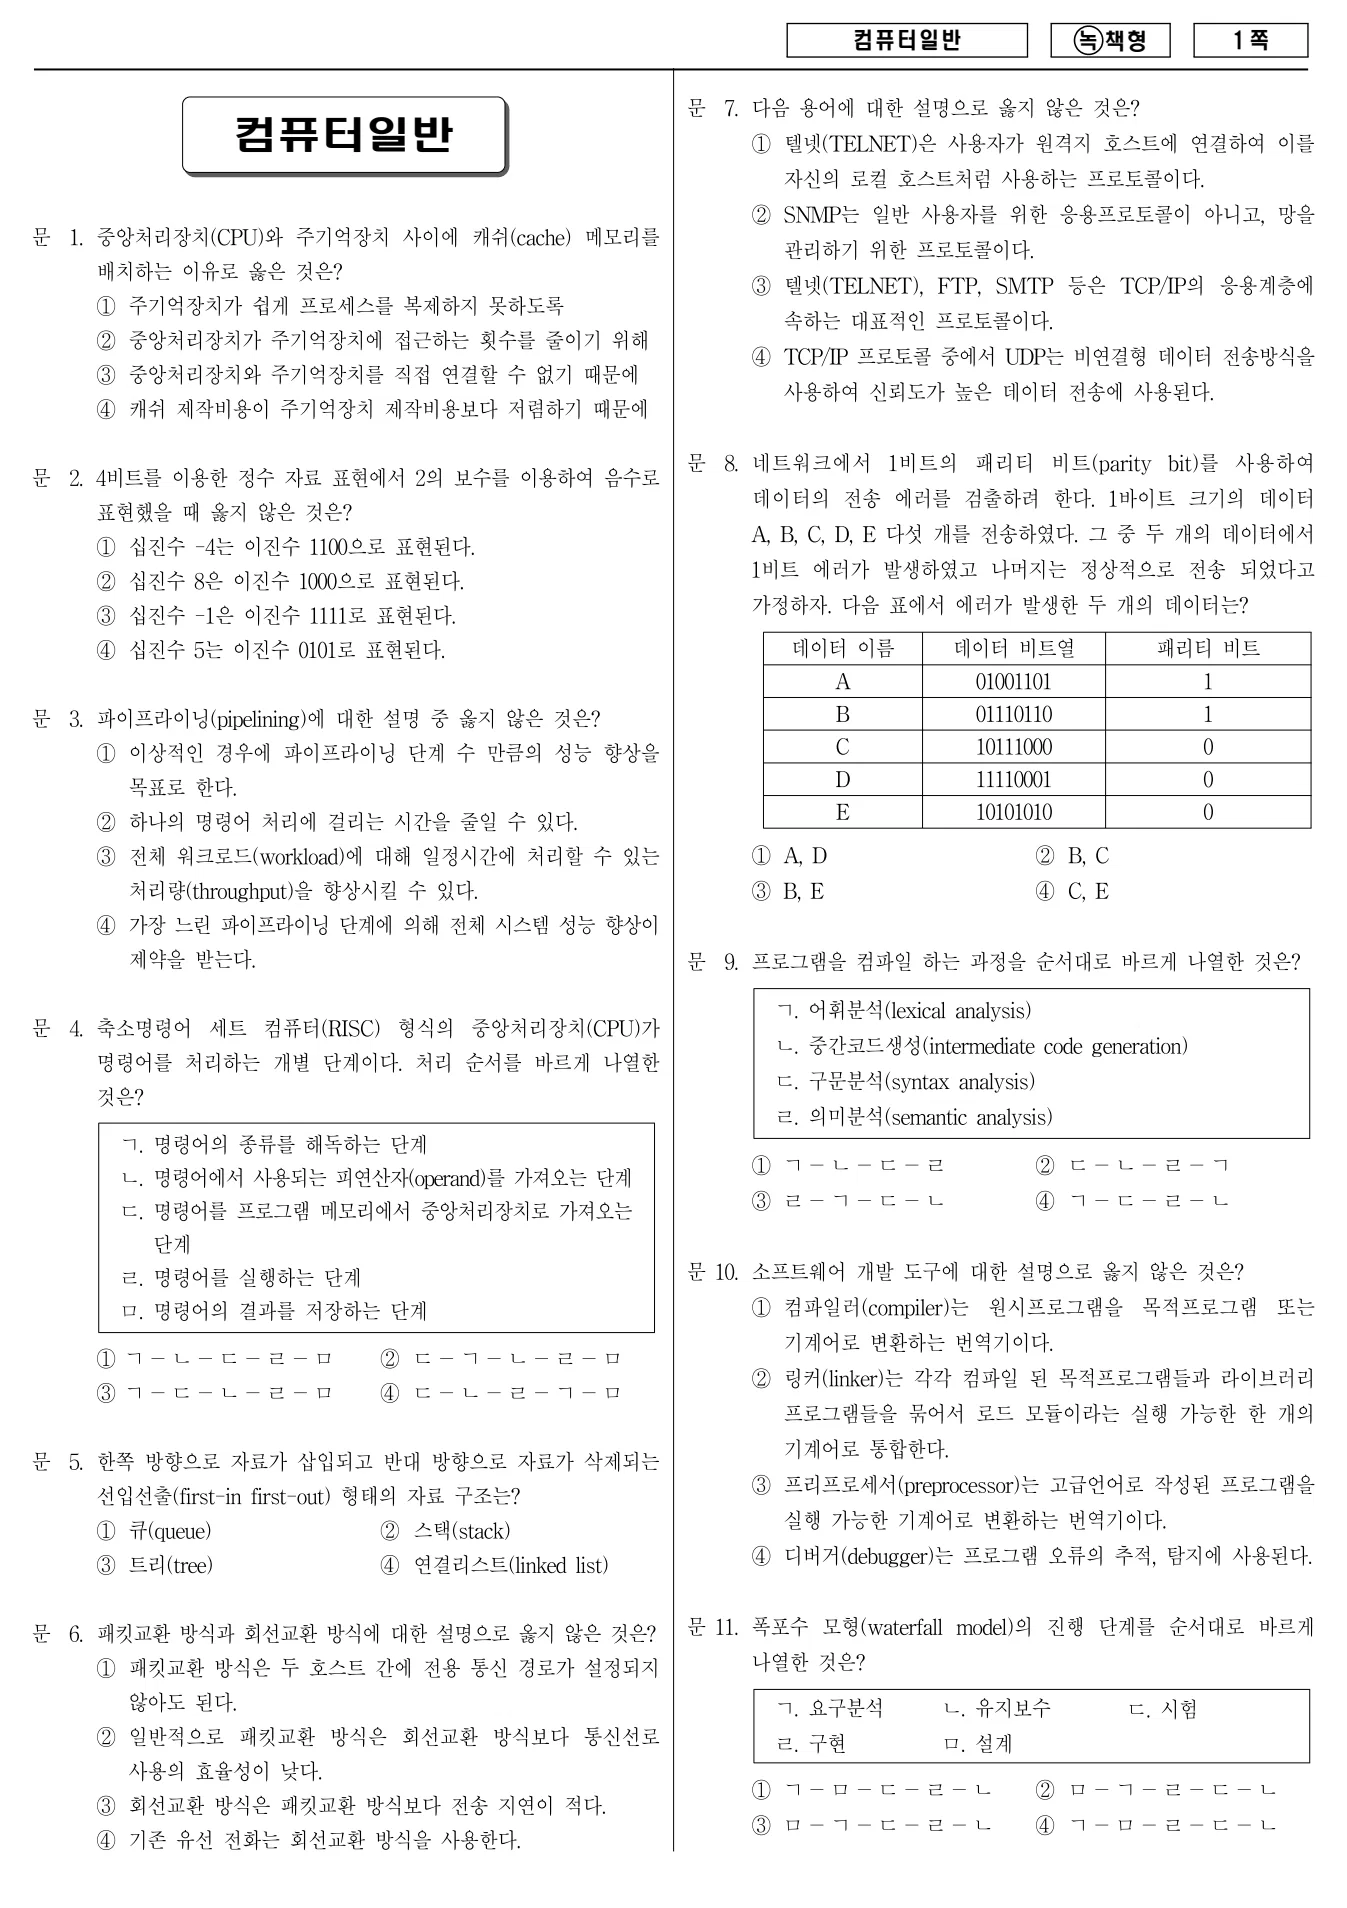 컴퓨터일반 ㉿책형 1쪽
컴퓨터일반
문 1. 중앙처리장치(CPU)와 주기억장치 사이에 캐쉬(cache) 메모리를
배치하는 이유로 옳은 것은?
① 주기억장치가 쉽게 프로세스를 복제하지 못하도록
② 중앙처리장치가 주기억장치에 접근하는 횟수를 줄이기 위해
③ 중앙처리장치와 주기억장치를 직접 연결할 수 없기 때문에
④ 캐쉬 제작비용이 주기억장치 제작비용보다 저렴하기 때문에
문 2. 4비트를 이용한 정수 자료 표현에서 2의 보수를 이용하여 음수로
표현했을 때 옳지 않은 것은?
① 십진수 -4는 이진수 1100으로 표현된다.
② 십진수 8은 이진수 1000으로 표현된다.
③ 십진수 -1은 이진수 1111로 표현된다.
④ 십진수 5는 이진수 0101로 표현된다.
문 3. 파이프라이닝(pipelining)에 대한 설명 중 옳지 않은 것은?
① 이상적인 경우에 파이프라이닝 단계 수 만큼의 성능 향상을
목표로 한다.
② 하나의 명령어 처리에 걸리는 시간을 줄일 수 있다.
③ 전체 워크로드(workload)에 대해 일정시간에 처리할 수 있는
처리량(throughput)을 향상시킬 수 있다.
④ 가장 느린 파이프라이닝 단계에 의해 전체 시스템 성능 향상이
제약을 받는다.
문 4. 축소명령어 세트 컴퓨터(RISC) 형식의 중앙처리장치(CPU)가
명령어를 처리하는 개별 단계이다. 처리 순서를 바르게 나열한
것은?
ㄱ. 명령어의 종류를 해독하는 단계
ㄴ. 명령어에서 사용되는 피연산자(operand)를 가져오는 단계
ㄷ. 명령어를 프로그램 메모리에서 중앙처리장치로 가져오는
단계
ㄹ. 명령어를 실행하는 단계
ㅁ. 명령어의 결과를 저장하는 단계
① ㄱ－ㄴ－ㄷ－ㄹ－ㅁ ② ㄷ－ㄱ－ㄴ－ㄹ－ㅁ
③ ㄱ－ㄷ－ㄴ－ㄹ－ㅁ ④ ㄷ－ㄴ－ㄹ－ㄱ－ㅁ
문 5. 한쪽 방향으로 자료가 삽입되고 반대 방향으로 자료가 삭제되는
선입선출(first-in first-out) 형태의 자료 구조는?
① 큐(queue) ② 스택(stack)
③ 트리(tree) ④ 연결리스트(linked list)
문 6. 패킷교환 방식과 회선교환 방식에 대한 설명으로 옳지 않은 것은?
① 패킷교환 방식은 두 호스트 간에 전용 통신 경로가 설정되지
않아도 된다.
② 일반적으로 패킷교환 방식은 회선교환 방식보다 통신선로
사용의 효율성이 낮다.
③ 회선교환 방식은 패킷교환 방식보다 전송 지연이 적다.
④ 기존 유선 전화는 회선교환 방식을 사용한다.
문 7. 다음 용어에 대한 설명으로 옳지 않은 것은?
① 텔넷(TELNET)은 사용자가 원격지 호스트에 연결하여 이를
자신의 로컬 호스트처럼 사용하는 프로토콜이다.
② SNMP는 일반 사용자를 위한 응용프로토콜이 아니고, 망을
관리하기 위한 프로토콜이다.
③ 텔넷(TELNET), FTP, SMTP 등은 TCP/IP의 응용계층에
속하는 대표적인 프로토콜이다.
④ TCP/IP 프로토콜 중에서 UDP는 비연결형 데이터 전송방식을
사용하여 신뢰도가 높은 데이터 전송에 사용된다.
문 8. 네트워크에서 1비트의 패리티 비트(parity bit)를 사용하여
데이터의 전송 에러를 검출하려 한다. 1바이트 크기의 데이터
A, B, C, D, E 다섯 개를 전송하였다. 그 중 두 개의 데이터에서
1비트 에러가 발생하였고 나머지는 정상적으로 전송 되었다고
가정하자. 다음 표에서 에러가 발생한 두 개의 데이터는?
데이터 이름 데이터 비트열 패리티 비트
A 01001101 1
B 01110110 1
C 10111000 0
D 11110001 0
E 10101010 0
① A, D ② B, C
③ B, E ④ C, E
문 9. 프로그램을 컴파일 하는 과정을 순서대로 바르게 나열한 것은?
ㄱ. 어휘분석(lexical analysis)
ㄴ. 중간코드생성(intermediate code generation)
ㄷ. 구문분석(syntax analysis)
ㄹ. 의미분석(semantic analysis)
① ㄱ－ㄴ－ㄷ－ㄹ ② ㄷ－ㄴ－ㄹ－ㄱ
③ ㄹ－ㄱ－ㄷ－ㄴ ④ ㄱ－ㄷ－ㄹ－ㄴ
문 10. 소프트웨어 개발 도구에 대한 설명으로 옳지 않은 것은?
① 컴파일러(compiler)는 원시프로그램을 목적프로그램 또는
기계어로 변환하는 번역기이다.
② 링커(linker)는 각각 컴파일 된 목적프로그램들과 라이브러리
프로그램들을 묶어서 로드 모듈이라는 실행 가능한 한 개의
기계어로 통합한다.
③ 프리프로세서(preprocessor)는 고급언어로 작성된 프로그램을
실행 가능한 기계어로 변환하는 번역기이다.
④ 디버거(debugger)는 프로그램 오류의 추적, 탐지에 사용된다.
문 11. 폭포수 모형(waterfall model)의 진행 단계를 순서대로 바르게
나열한 것은?
ㄱ. 요구분석 ㄴ. 유지보수 ㄷ. 시험
ㄹ. 구현 ㅁ. 설계
① ㄱ－ㅁ－ㄷ－ㄹ－ㄴ ② ㅁ－ㄱ－ㄹ－ㄷ－ㄴ
③ ㅁ－ㄱ－ㄷ－ㄹ－ㄴ ④ ㄱ－ㅁ－ㄹ－ㄷ－ㄴ